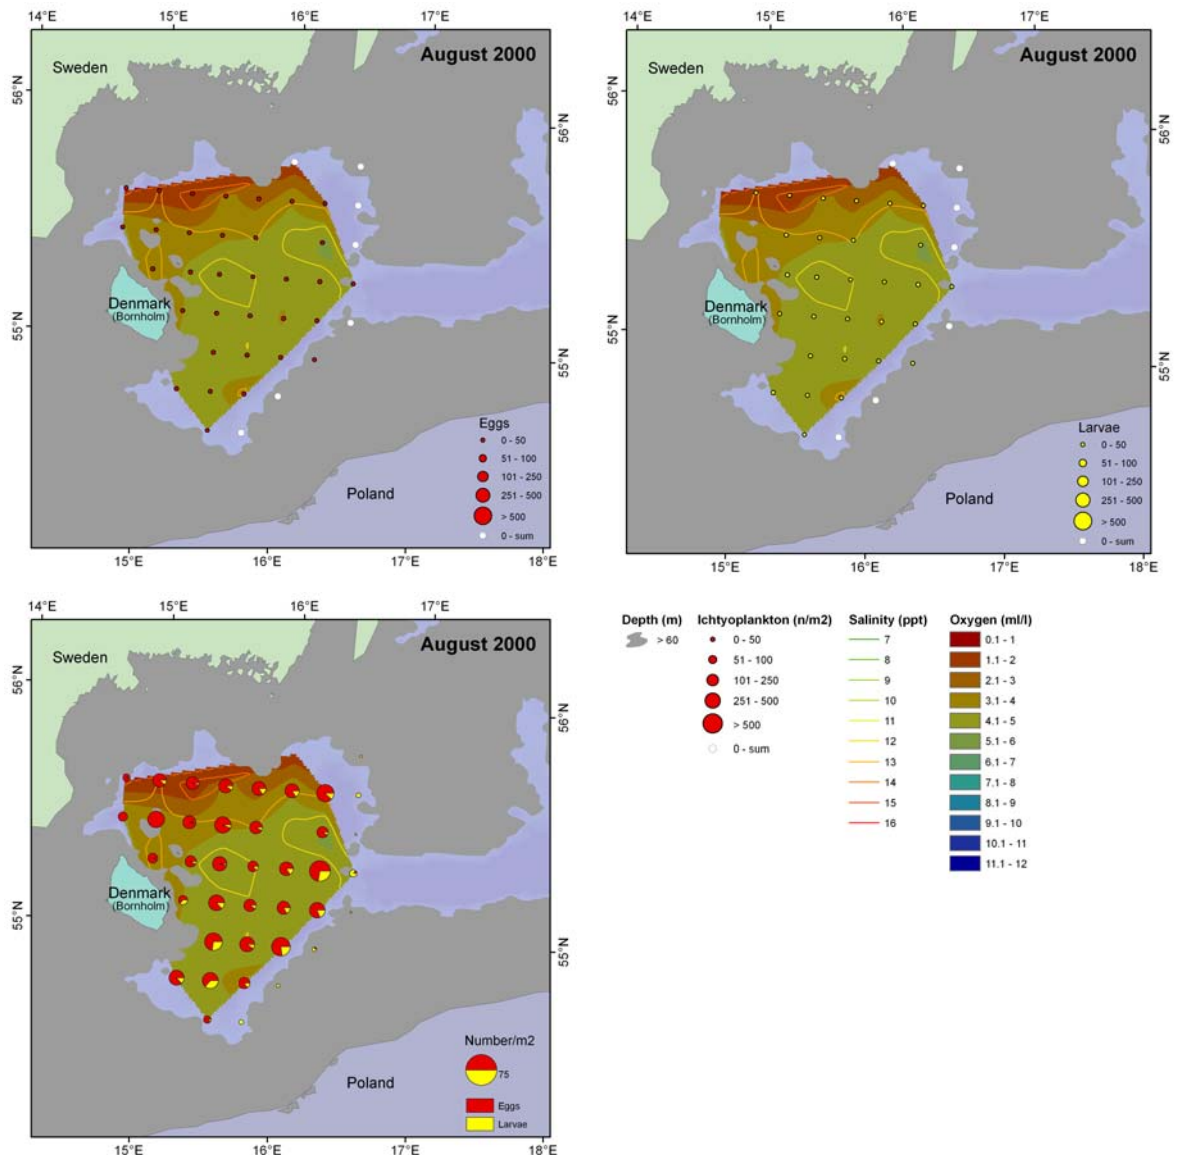 14°E 15°E 16°E 17°E
August 2000
Sweden
56°N
56°N
Denmark
(Bornholm)
55°N
55°N
Eggs
0 - 50
51 - 100
101 - 250
251 - 500
> 500
0 - sum
Poland
15°E 16°E 17°E 18°E
14°E 15°E 16°E 17°E
August 2000
Sweden
56°N
56°N
Denmark
(Bornholm)
55°N
55°N
Larvae
0 - 50
51 - 100
101 - 250
251 - 500
> 500
0 - sum
Poland
15°E 16°E 17°E 18°E
14°E 15°E 16°E 17°E
August 2000
Sweden
56°N
56°N
Denmark
(Bornholm)
55°N
55°N
Number/m2
75
Eggs
Larvae
Poland
15°E 16°E 17°E 18°E
Depth (m)
> 60
Ichtyoplankton (n/m2)
0 - 50
51 - 100
101 - 250
251 - 500
> 500
0 - sum
Salinity (ppt)
7
8
9
10
11
12
13
14
15
16
Oxygen (ml/l)
0.1 - 1
1.1 - 2
2.1 - 3
3.1 - 4
4.1 - 5
5.1 - 6
6.1 - 7
7.1 - 8
8.1 - 9
9.1 - 10
10.1 - 11
11.1 - 12